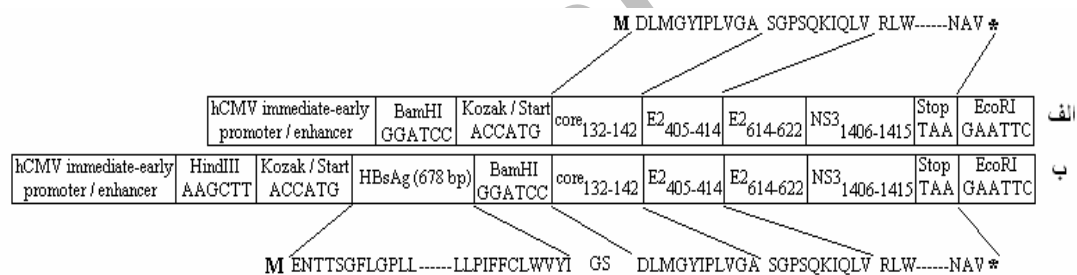 M DLMGYIPLVGA SGPSQKIQLV RLW------NAV *
hCMV immediate-early promoter / enhancer BamHI GGATCC Kozak / Start ACCATG core132-142 E2405-414 E2614-622 NS31406-1415 Stop TAA EcoRI GAATTC الف
hCMV immediate-early promoter / enhancer HindIII AAGCTT Kozak / Start ACCATG HBsAg (678 bp) BamHI GGATCC core132-142 E2405-414 E2614-622 NS31406-1415 Stop TAA EcoRI GAATTC ب
M ENTTSGFLGPLL------LLPIFFCLWVYI GS DLMGYIPLVGA SGPSQKIQLV RLW------NAV *